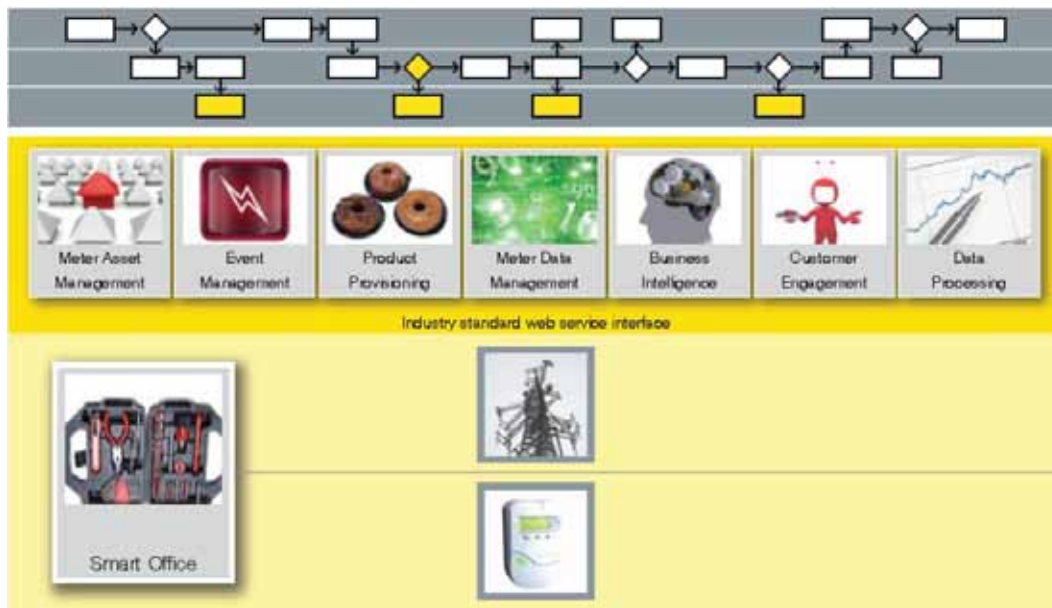 Meter Asset
Management
Event
Management
Product
Provisioning
Meter Data
Management
Business
Intelligence
Customer
Engagement
Data
Processing
Industry standard web service interface
Smart Office